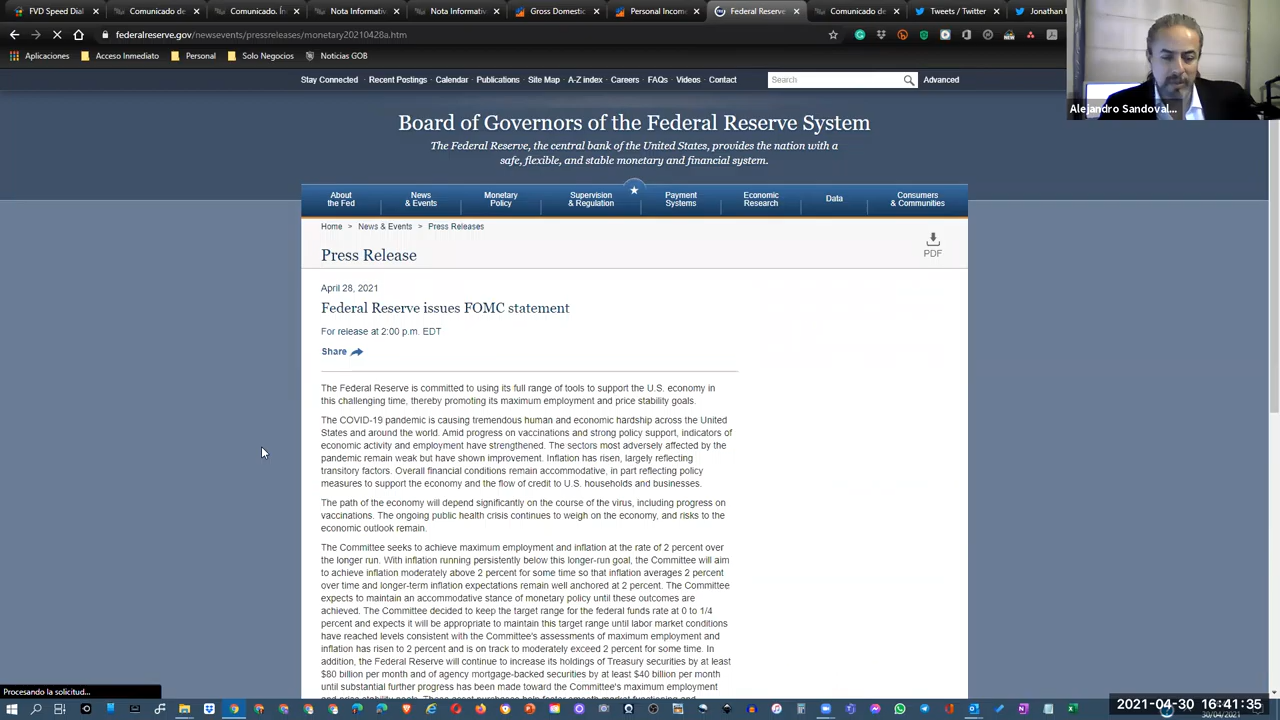 FVD Speed Dial
Comunicado de
Comunicado. Ín
Nota Informativ
Nota Informativ
Gross Domestic
Personal Income
Federal Reserve
Comunicado de
Tweets / Twitter
Jonathan
federalreserve.gov/newsevents/pressreleases/monetary20210428a.htm
Aplicaciones
Acceso Inmediato
Personal
Solo Negocios
Noticias GOB
Alejandro Sandoval...
Stay Connected Recent Postings Calendar Publications Site Map A-Z index Careers FAQs Videos Contact
Search
Advanced
Board of Governors of the Federal Reserve System
The Federal Reserve, the central bank of the United States, provides the nation with a
safe, flexible, and stable monetary and financial system.
About
the Fed
News
& Events
Monetary
Policy
Supervision
& Regulation
Payment
Systems
Economic
Research
Data
Consumers
& Communities
Home > News & Events > Press Releases
Press Release
PDF
April 28, 2021
Federal Reserve issues FOMC statement
For release at 2:00 p.m. EDT
Share
The Federal Reserve is committed to using its full range of tools to support the U.S. economy in
this challenging time, thereby promoting its maximum employment and price stability goals.
The COVID-19 pandemic is causing tremendous human and economic hardship across the United
States and around the world. Amid progress on vaccinations and strong policy support, indicators of
economic activity and employment have strengthened. The sectors most adversely affected by the
pandemic remain weak but have shown improvement. Inflation has risen, largely reflecting
transitory factors. Overall financial conditions remain accommodative, in part reflecting policy
measures to support the economy and the flow of credit to U.S. households and businesses.
The path of the economy will depend significantly on the course of the virus, including progress on
vaccinations. The ongoing public health crisis continues to weigh on the economy, and risks to the
economic outlook remain.
The Committee seeks to achieve maximum employment and inflation at the rate of 2 percent over
the longer run. With inflation running persistently below this longer-run goal, the Committee will aim
to achieve inflation moderately above 2 percent for some time so that inflation averages 2 percent
over time and longer-term inflation expectations remain well anchored at 2 percent. The Committee
expects to maintain an accommodative stance of monetary policy until these outcomes are
achieved. The Committee decided to keep the target range for the federal funds rate at 0 to 1/4
percent and expects it will be appropriate to maintain this target range until labor market conditions
have reached levels consistent with the Committee's assessments of maximum employment and
inflation has risen to 2 percent and is on track to moderately exceed 2 percent for some time. In
addition, the Federal Reserve will continue to increase its holdings of Treasury securities by at least
$80 billion per month and of agency mortgage-backed securities by at least $40 billion per month
until substantial further progress has been made toward the Committee's maximum employment
Procesando la solicitud...
2021-04-30 16:41:35
30/04/2021